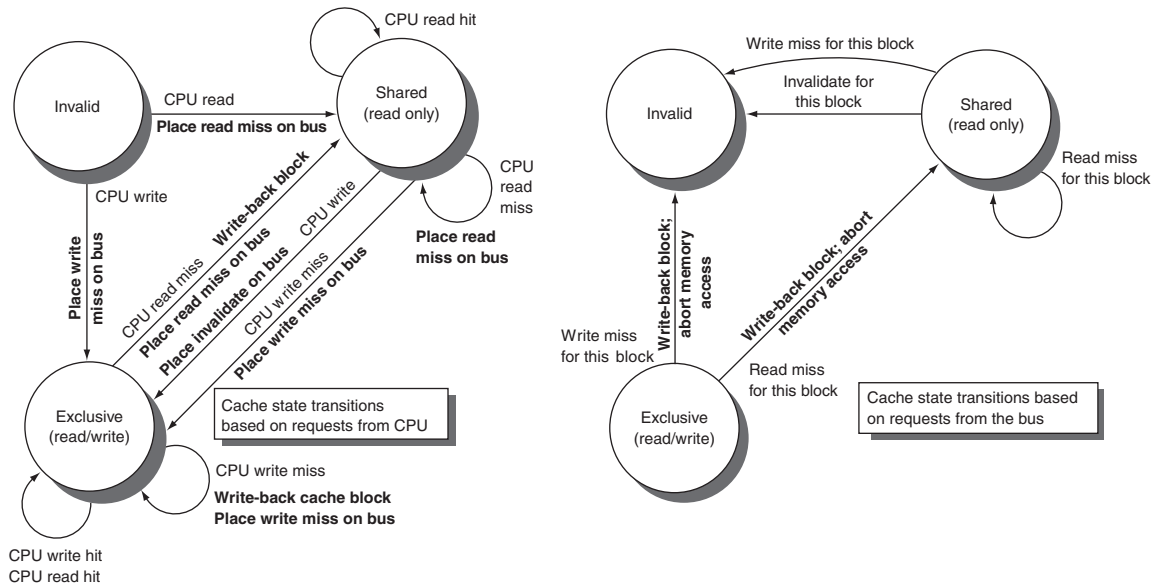 CPU read hit
Invalid
CPU read
Place read miss on bus
Shared
(read only)
CPU
read
miss
Place read
miss on bus
CPU write
Place write
miss on bus
CPU read miss
Write-back block
Place read miss on bus
CPU write
Place invalidate on bus
CPU write miss
Place write miss on bus
Exclusive
(read/write)
Cache state transitions
based on requests from CPU
CPU write miss
Write-back cache block
Place write miss on bus
CPU write hit
CPU read hit
Write miss for this block
Invalidate for
this block
Invalid
Shared
(read only)
Read miss
for this block
Write-back block;
abort memory
access
Write-back block; abort
memory access
Write miss
for this block
Read miss
for this block
Exclusive
(read/write)
Cache state transitions based
on requests from the bus